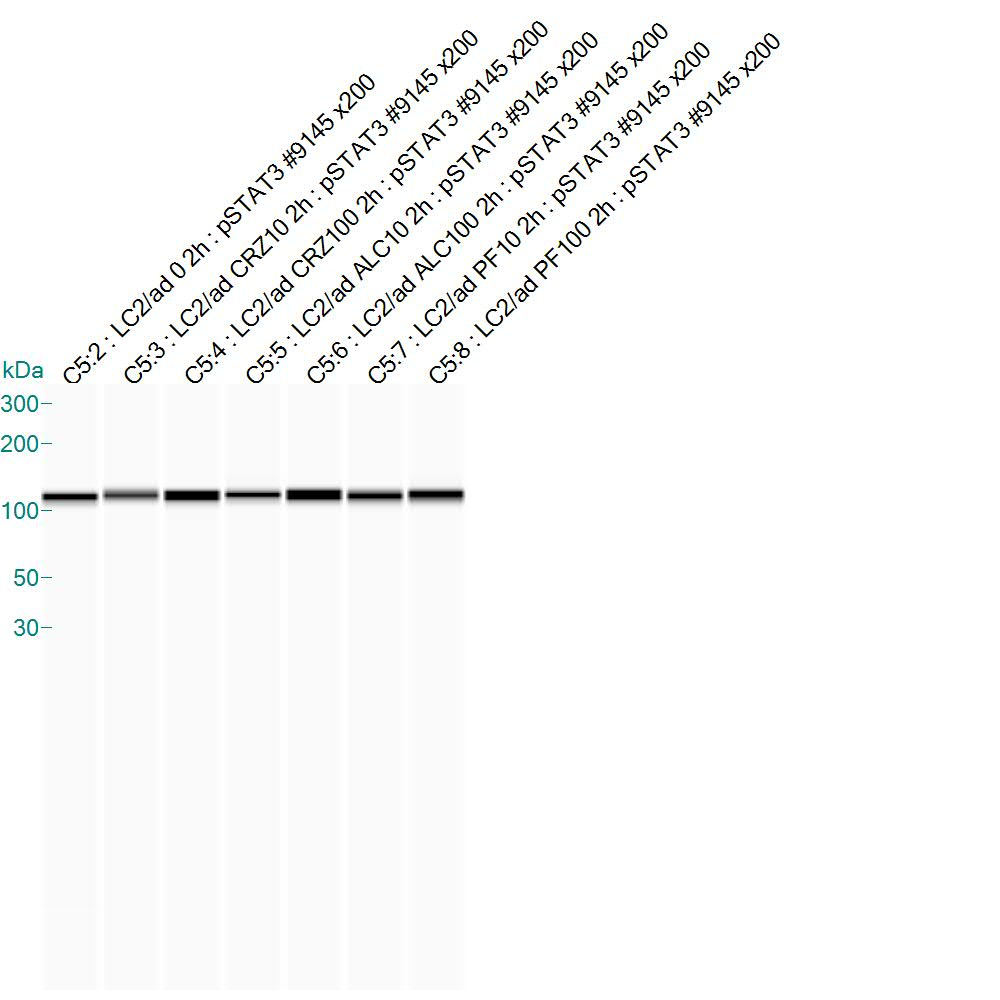 C5:2 : LC2/ad 0 2h : pSTAT3 #9145 x200
C5:3 : LC2/ad CRZ10 2h : pSTAT3 #9145 x200
C5:4 : LC2/ad CRZ100 2h : pSTAT3 #9145 x200
C5:5 : LC2/ad ALC10 2h : pSTAT3 #9145 x200
C5:6 : LC2/ad ALC100 2h : pSTAT3 #9145 x200
C5:7 : LC2/ad PF10 2h : pSTAT3 #9145 x200
C5:8 : LC2/ad PF100 2h : pSTAT3 #9145 x200
kDa
300
200
100
50
30